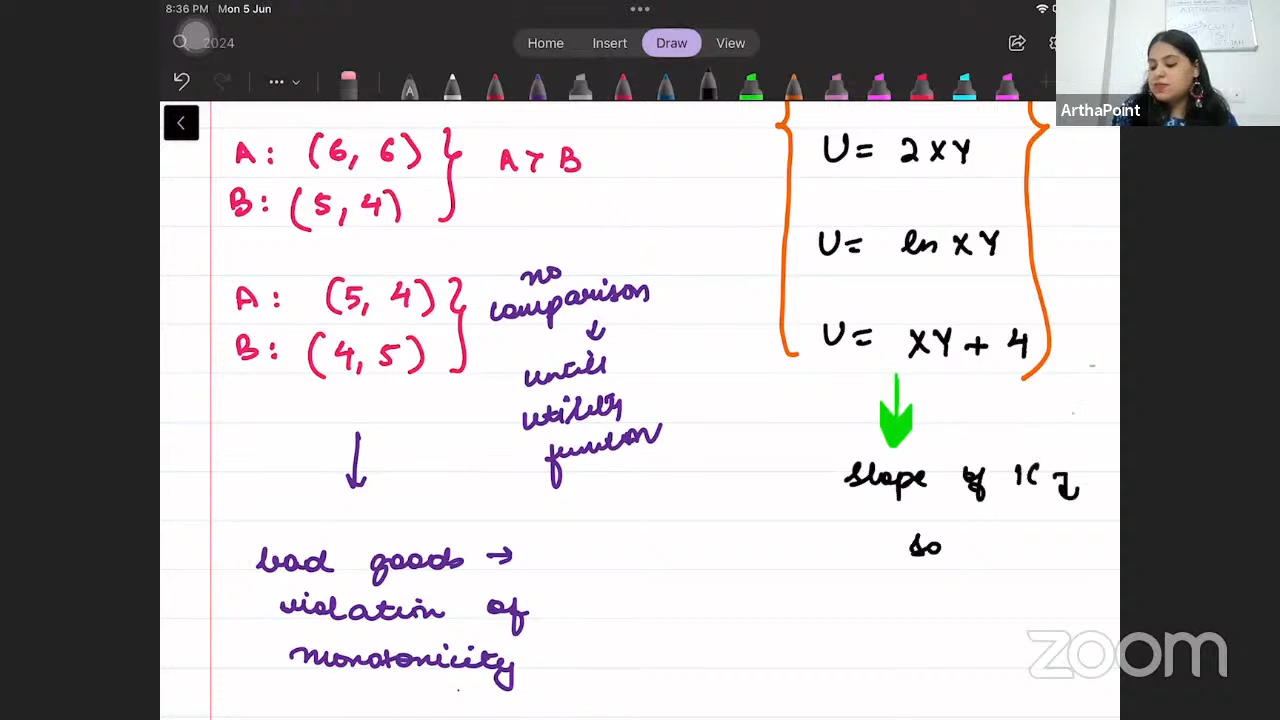 8:36 PM Mon 5 Jun
2024
Home Insert Draw View
ArthaPoint
A: (6, 6) } A > B
B: (5, 4)
A: (5, 4) }
B: (4, 5)
no
comparison
↓
untill
utility
function
↓
bad goods →
violation of
monotonicity
U = 2XY
U = ln XY
U = XY + 4
↓
Slope of IC
so
zoom